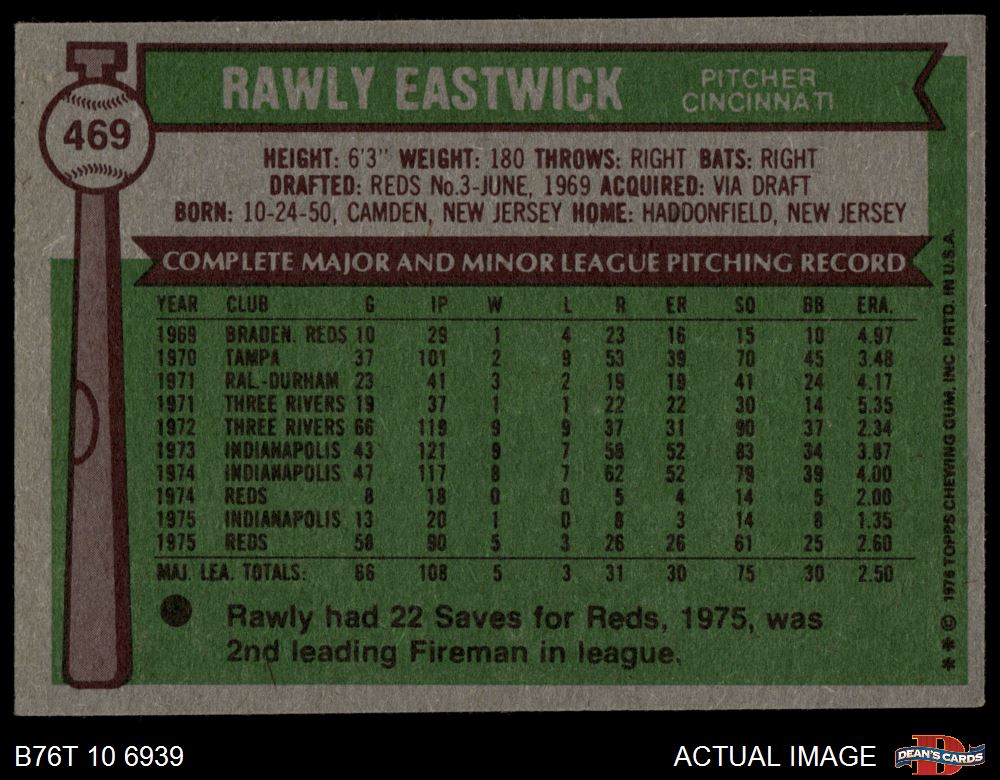 469
RAWLY EASTWICK
PITCHER
CINCINNATI
HEIGHT: 6'3" WEIGHT: 180 THROWS: RIGHT BATS: RIGHT
DRAFTED: REDS No.3-JUNE, 1969 ACQUIRED: VIA DRAFT
BORN: 10-24-50, CAMDEN, NEW JERSEY HOME: HADDONFIELD, NEW JERSEY
COMPLETE MAJOR AND MINOR LEAGUE PITCHING RECORD
YEAR CLUB G IP W L R ER SO BB ERA.
1969 BRADEN. REDS 10 29 1 4 23 16 15 10 4.97
1970 TAMPA 37 101 2 9 53 39 70 45 3.48
1971 RAL.-DURHAM 23 41 3 2 19 19 41 24 4.17
1971 THREE RIVERS 19 37 1 1 22 22 30 14 5.35
1972 THREE RIVERS 66 119 9 9 37 31 90 37 2.34
1973 INDIANAPOLIS 43 121 9 7 58 52 83 34 3.87
1974 INDIANAPOLIS 47 117 8 7 62 52 79 39 4.00
1974 REDS 8 18 0 0 5 4 14 5 2.00
1975 INDIANAPOLIS 13 20 1 0 8 3 14 8 1.35
1975 REDS 58 90 5 3 26 26 61 25 2.60
MAJ. LEA. TOTALS: 66 108 5 3 31 30 75 30 2.50
Rawly had 22 Saves for Reds, 1975, was
2nd leading Fireman in league.
* * © 1976 TOPPS CHEWING GUM, INC PRTD. IN U.S.A.
B76T 10 6939
ACTUAL IMAGE
D
DEAN'S CARDS